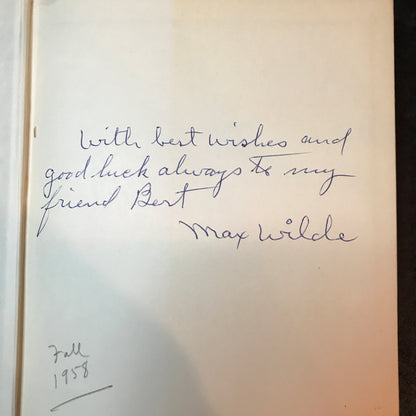 With best wishes and
good luck always to my
friend Bert
Max Wilde
Fall
1958